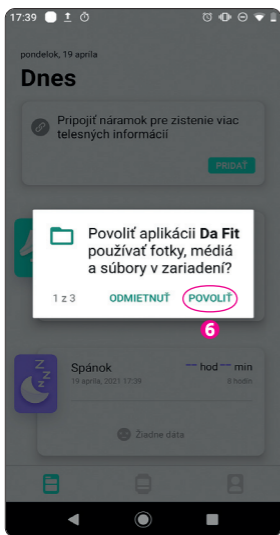 17:39
pondelok, 19 apríla
Dnes
Pripojiť náramok pre zistenie viac
telesných informácií
PRIDAŤ
Povoliť aplikácii Da Fit
používať fotky, médiá
a súbory v zariadení?
1 z 3 ODMIETNUŤ POVOLIŤ
6
Z Z Z
Spánok — hod — min
19 apríla, 2021 17:39 8 hodín
Žiadne dáta